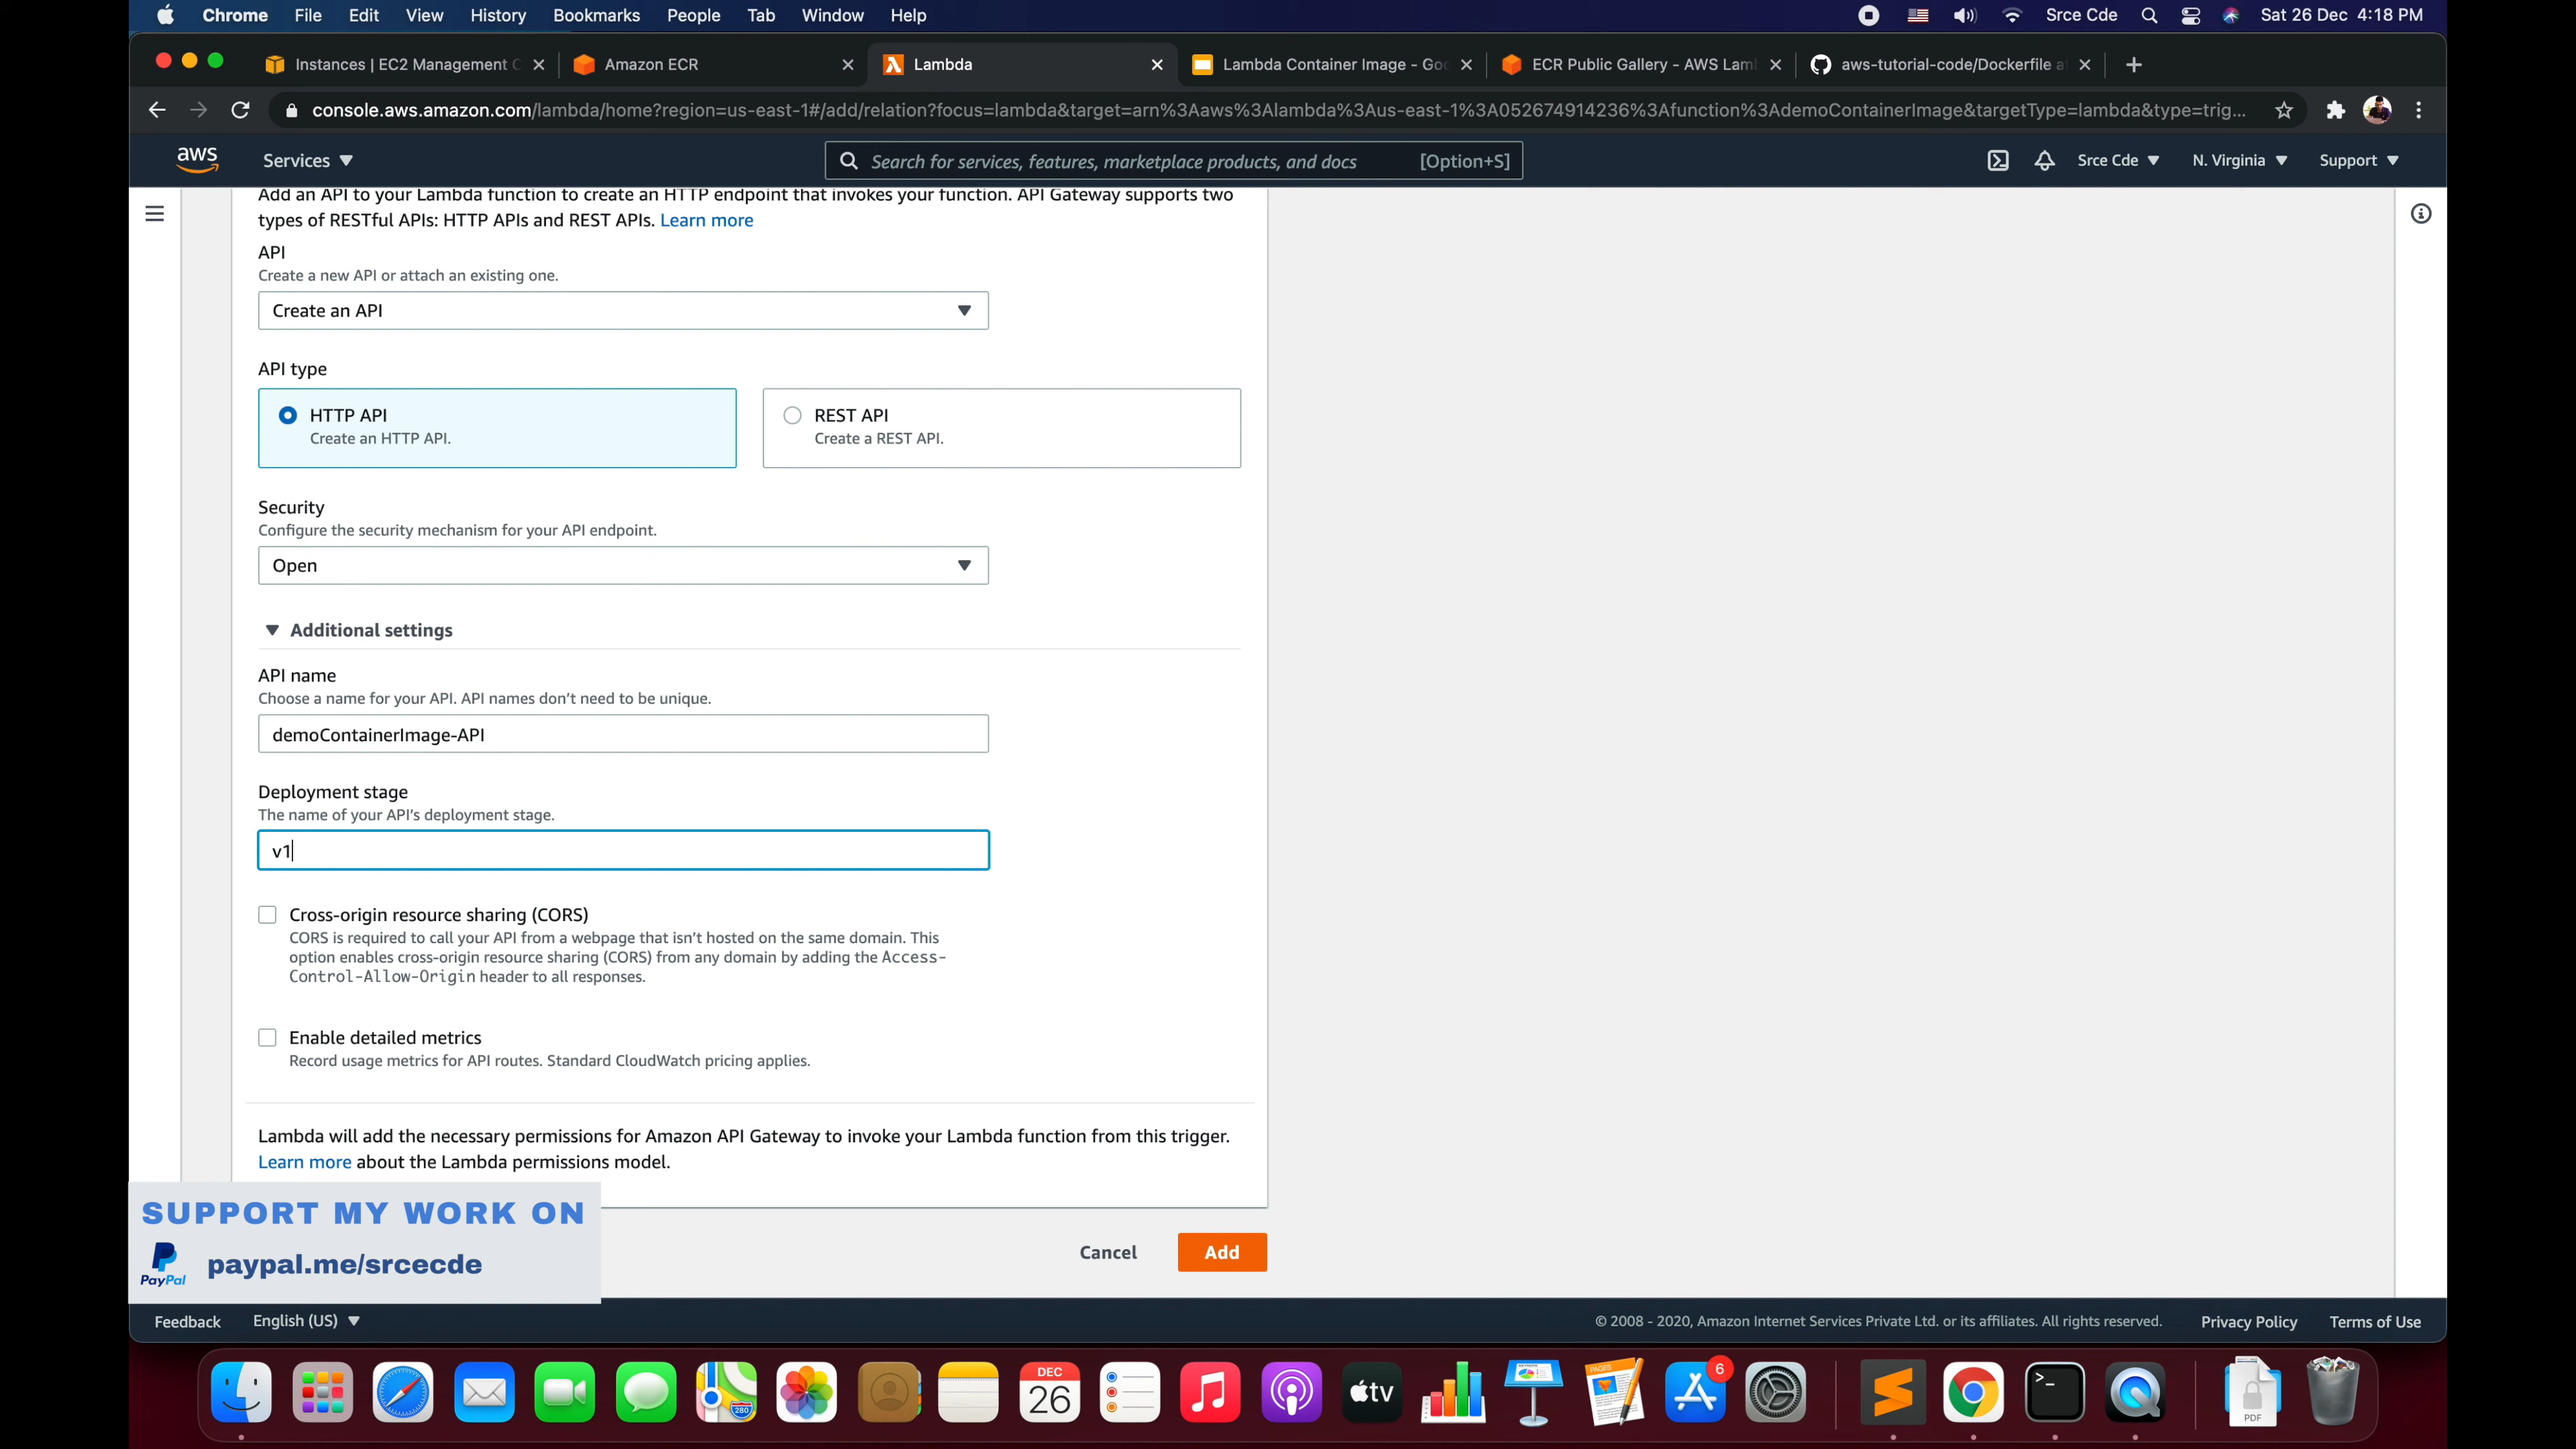 Chrome File Edit View History Bookmarks People Tab Window Help Srce Cde Sat 26 Dec 4:18 PM
Instances | EC2 Management C Amazon ECR Lambda Lambda Container Image - Goo ECR Public Gallery - AWS Lam aws-tutorial-code/Dockerfile at
console.aws.amazon.com/lambda/home?region=us-east-1#/add/relation?focus=lambda&target=arn%3Aaws%3Alambda%3Aus-east-1%3A052674914236%3Afunction%3AdemoContainerImage&targetType=lambda&type=trig...
aws Services Search for services, features, marketplace products, and docs [Option+S] Srce Cde N. Virginia Support
Add an API to your Lambda function to create an HTTP endpoint that invokes your function. API Gateway supports two
types of RESTful APIs: HTTP APIs and REST APIs. Learn more
API
Create a new API or attach an existing one.
Create an API
API type
HTTP API REST API
Create an HTTP API. Create a REST API.
Security
Configure the security mechanism for your API endpoint.
Open
Additional settings
API name
Choose a name for your API. API names don't need to be unique.
demoContainerImage-API
Deployment stage
The name of your API's deployment stage.
v1
Cross-origin resource sharing (CORS)
CORS is required to call your API from a webpage that isn't hosted on the same domain. This
option enables cross-origin resource sharing (CORS) from any domain by adding the Access-
Control-Allow-Origin header to all responses.
Enable detailed metrics
Record usage metrics for API routes. Standard CloudWatch pricing applies.
Lambda will add the necessary permissions for Amazon API Gateway to invoke your Lambda function from this trigger.
Learn more about the Lambda permissions model.
SUPPORT MY WORK ON
PayPal paypal.me/srcecde
Cancel Add
Feedback English (US) © 2008 - 2020, Amazon Internet Services Private Ltd. or its affiliates. All rights reserved. Privacy Policy Terms of Use
280 DEC 26 tv PAGES 6 >_ PDF